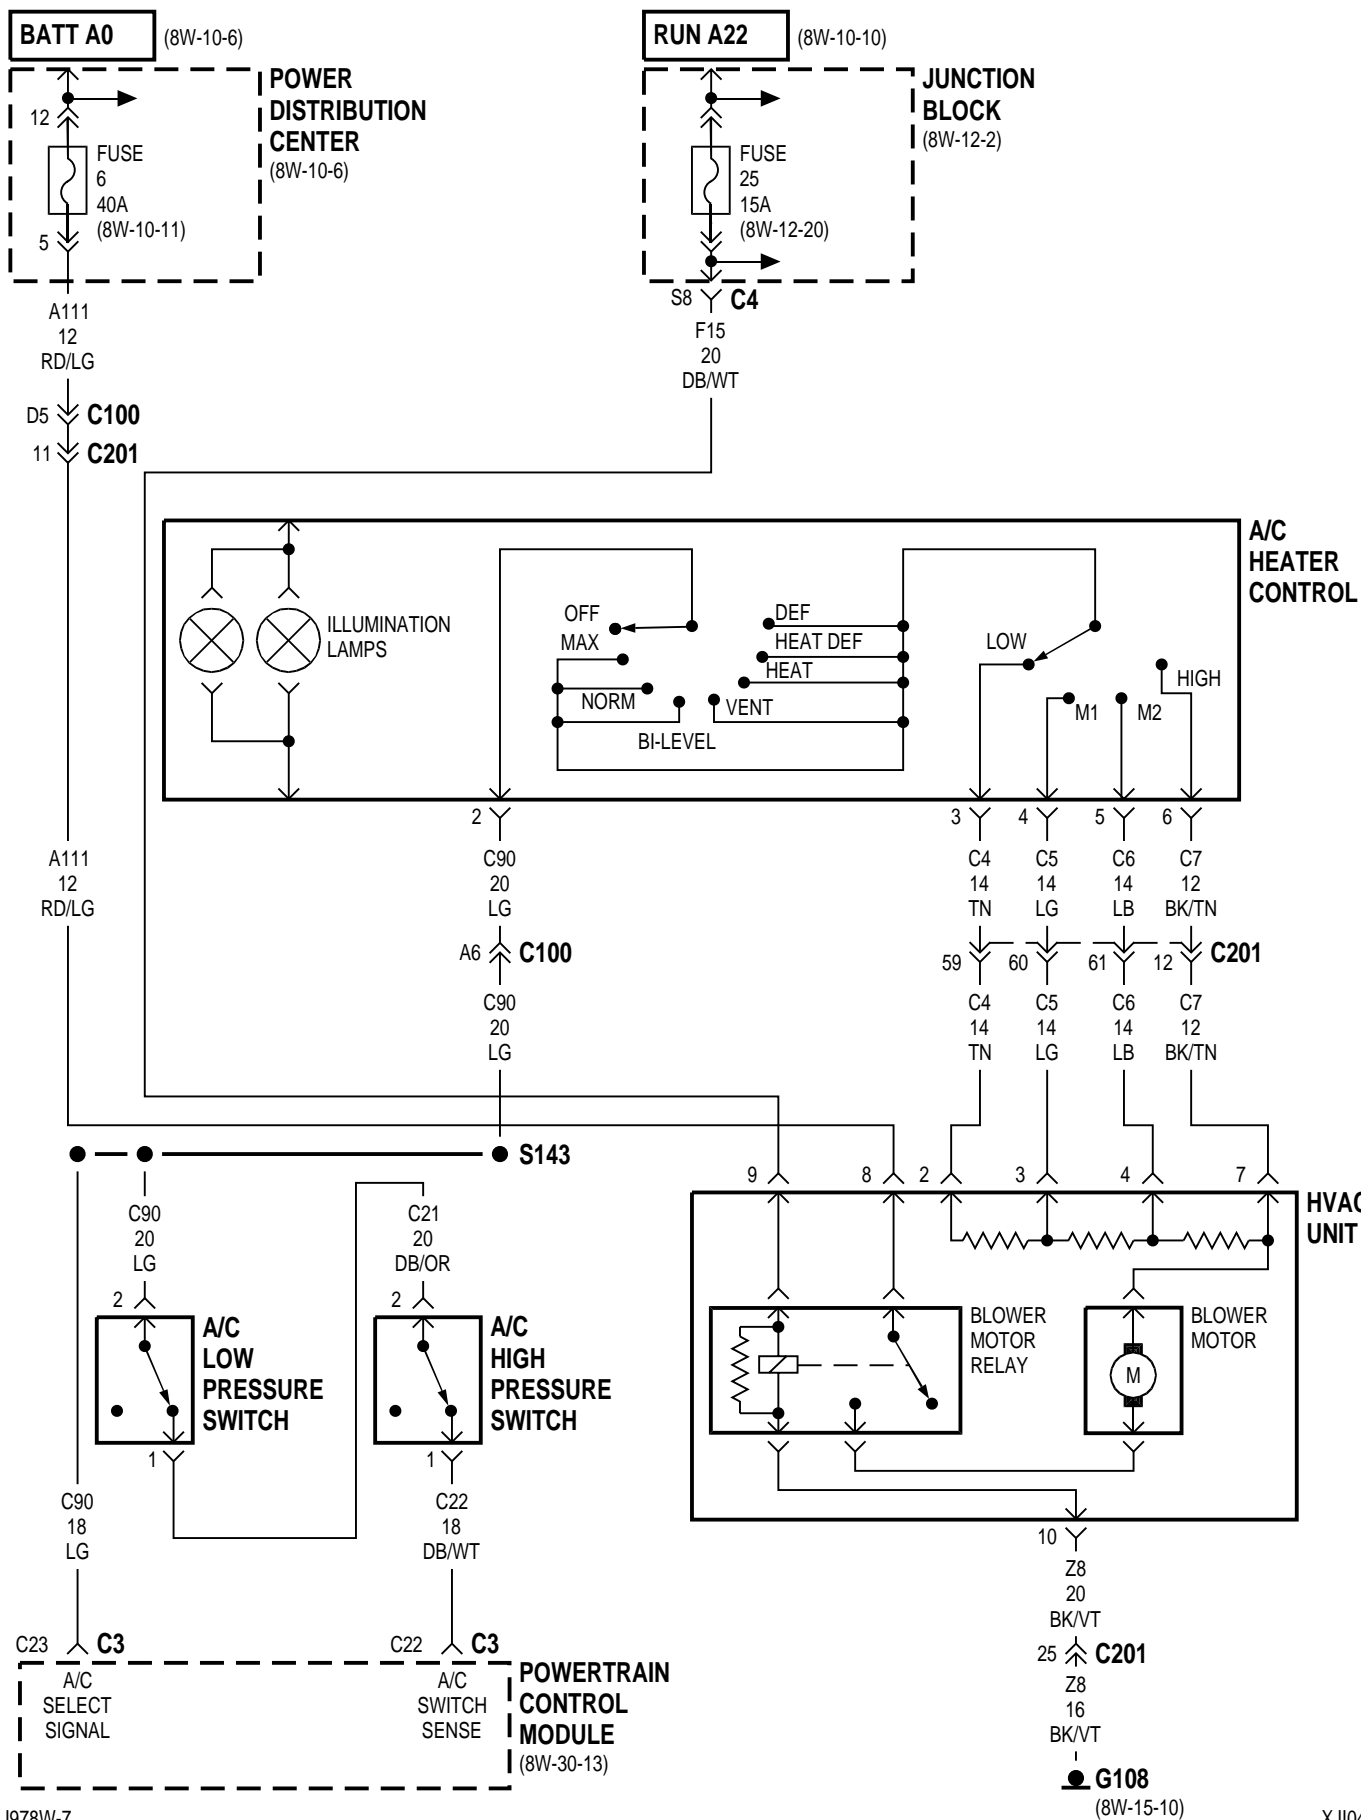 BATT A0
(8W-10-6)
RUN A22
(8W-10-10)
POWER
DISTRIBUTION
CENTER
(8W-10-6)
12
FUSE
6
40A
(8W-10-11)
5
JUNCTION
BLOCK
(8W-12-2)
FUSE
25
15A
(8W-12-20)
S8
C4
A111
12
RD/LG
F15
20
DB/WT
D5
C100
11
C201
A/C
HEATER
CONTROL
ILLUMINATION
LAMPS
OFF
MAX
NORM
BI-LEVEL
DEF
HEAT DEF
HEAT
VENT
LOW
M1
M2
HIGH
2
3
4
5
6
A111
12
RD/LG
C90
20
LG
C4
14
TN
C5
14
LG
C6
14
LB
C7
12
BK/TN
A6
C100
59
60
61
12
C201
C90
20
LG
C4
14
TN
C5
14
LG
C6
14
LB
C7
12
BK/TN
S143
9
8
2
3
4
7
HVAC
UNIT
C90
20
LG
C21
20
DB/OR
2
2
A/C
LOW
PRESSURE
SWITCH
A/C
HIGH
PRESSURE
SWITCH
BLOWER
MOTOR
RELAY
BLOWER
MOTOR
M
1
1
C90
18
LG
C22
18
DB/WT
10
Z8
20
BK/VT
25
C201
Z8
16
BK/VT
G108
(8W-15-10)
C23
C3
C22
C3
A/C
SELECT
SIGNAL
A/C
SWITCH
SENSE
POWERTRAIN
CONTROL
MODULE
(8W-30-13)
J978W-7